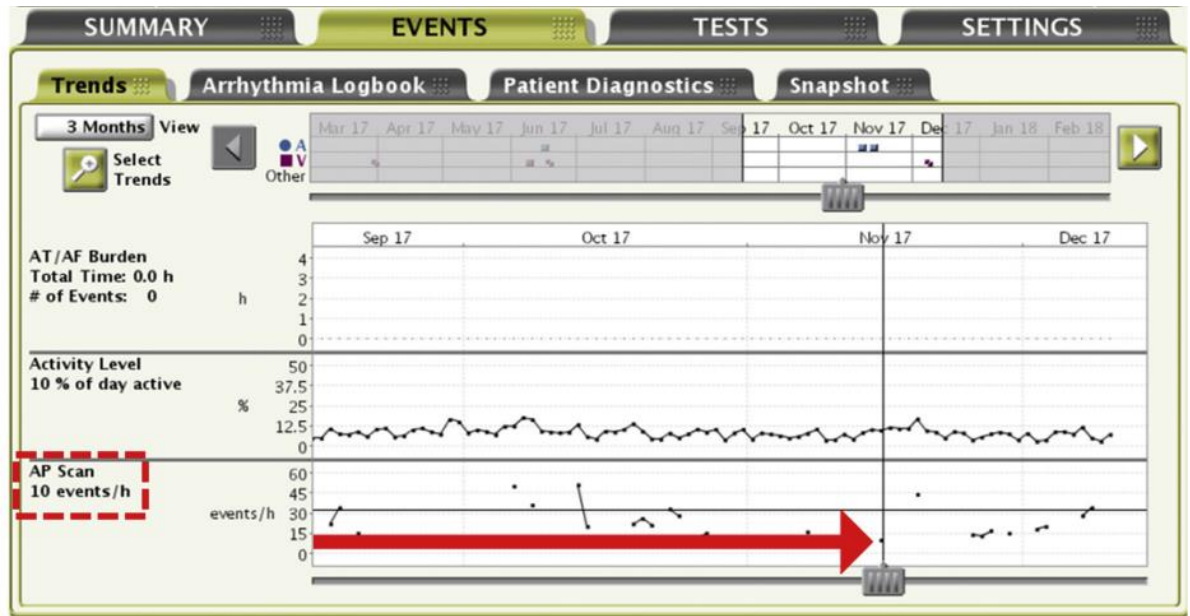 SUMMARY EVENTS TESTS SETTINGS
Trends Arrhythmia Logbook Patient Diagnostics Snapshot
3 Months View
Select
Trends
Mar 17 Apr 17 May 17 Jun 17 Jul 17 Aug 17 Sep 17 Oct 17 Nov 17 Dec 17 Jan 18 Feb 18
A
V
Other
Sep 17 Oct 17 Nov 17 Dec 17
AT/AF Burden
Total Time: 0.0 h
# of Events: 0
h
4
3
2
1
0
Activity Level
10 % of day active
%
50
37.5
25
12.5
0
AP Scan
10 events/h
events/h
60
45
30
15
0